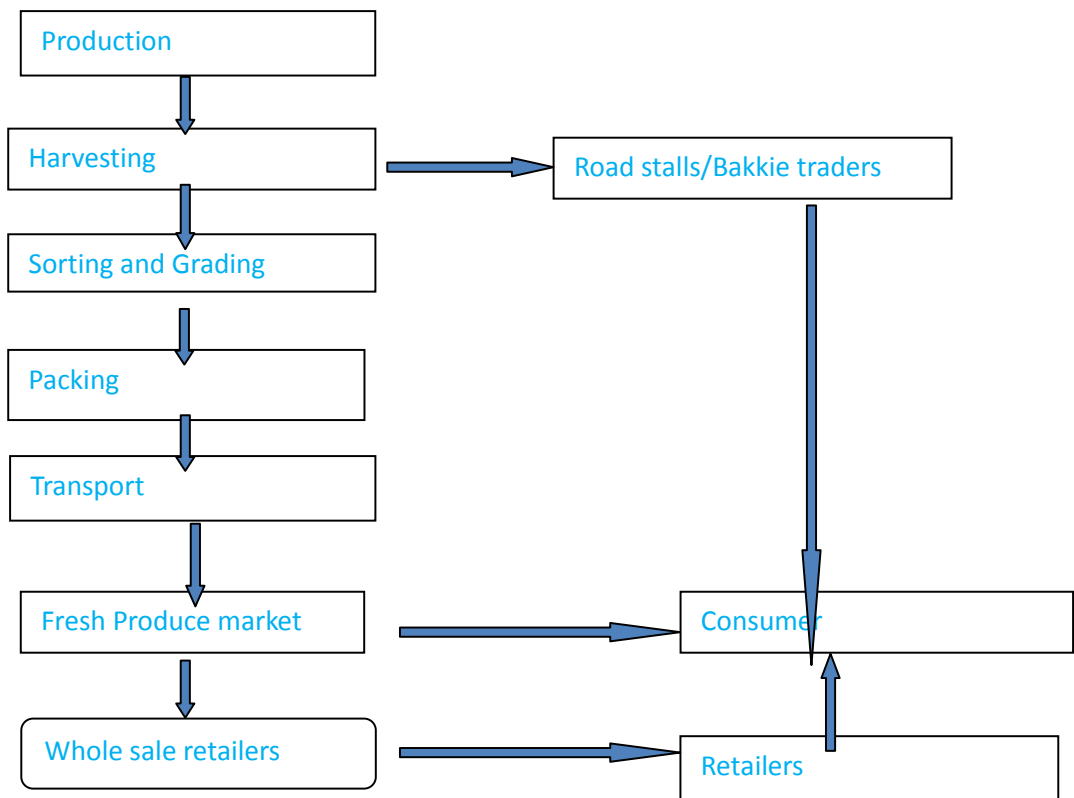 Production
Harvesting
Road stalls/Bakkie traders
Sorting and Grading
Packing
Transport
Fresh Produce market
Consumer
Whole sale retailers
Retailers